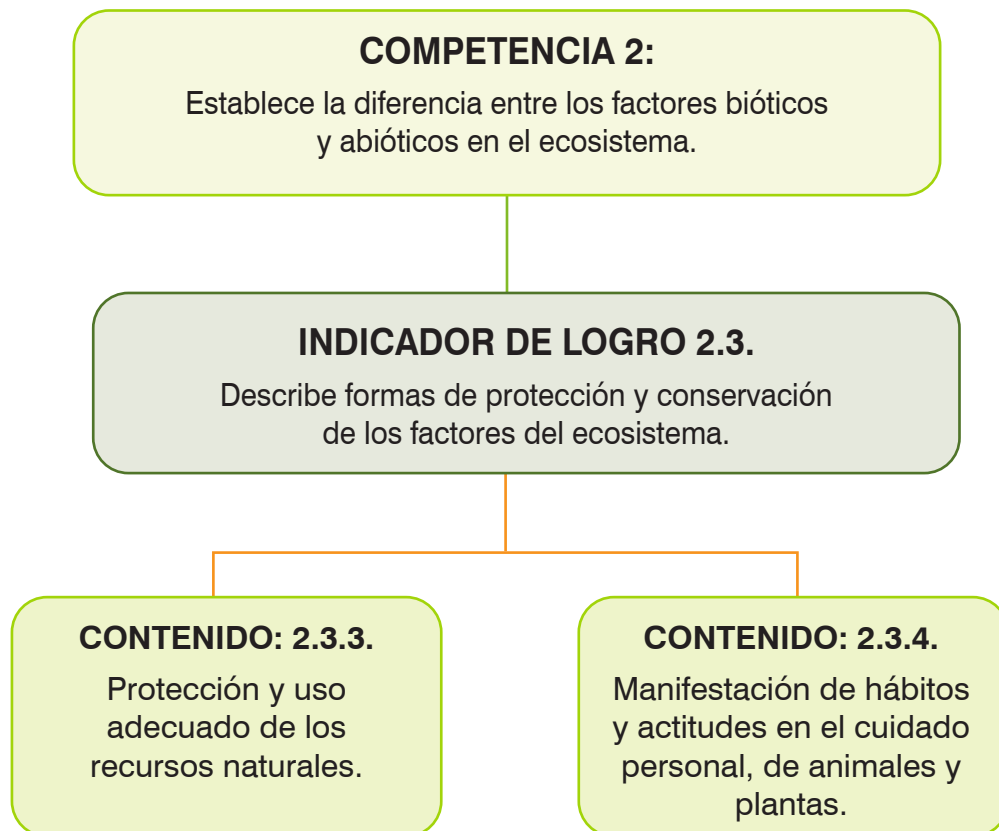 COMPETENCIA 2:
Establece la diferencia entre los factores bióticos
y abióticos en el ecosistema.
INDICADOR DE LOGRO 2.3.
Describe formas de protección y conservación
de los factores del ecosistema.
CONTENIDO: 2.3.3.
Protección y uso
adecuado de los
recursos naturales.
CONTENIDO: 2.3.4.
Manifestación de hábitos
y actitudes en el cuidado
personal, de animales y
plantas.